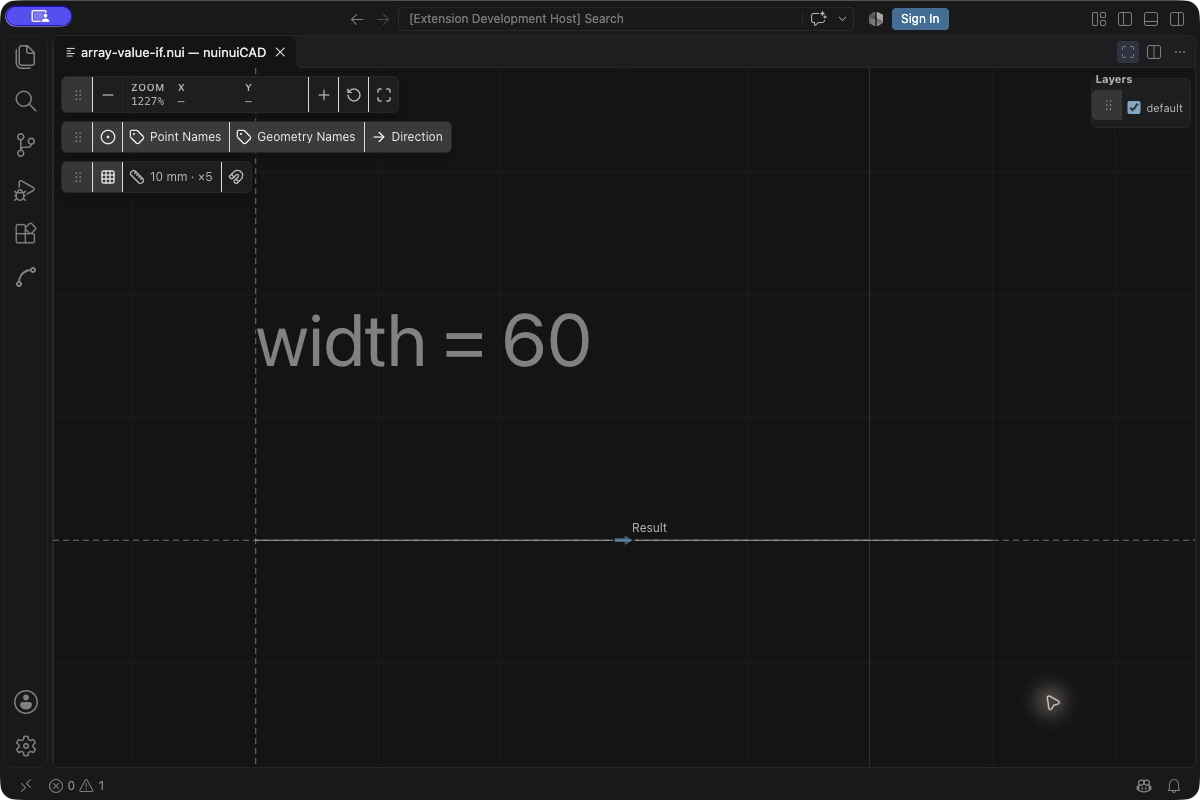 [Extension Development Host] Search
Sign In
array-value-if.nui — nuinuiCAD
ZOOM X Y
1227% — —
Point Names Geometry Names Direction
10 mm · ×5
Layers
default
width = 60
Result
0 1